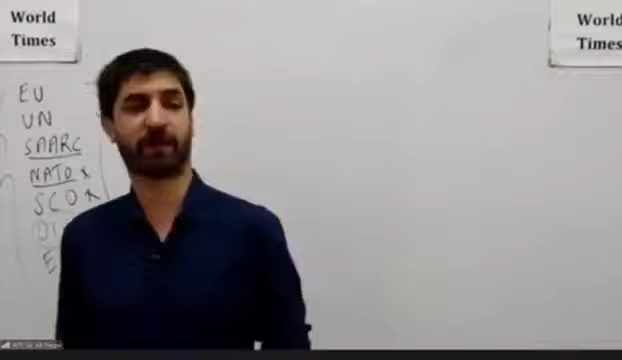 World
Times
World
Times
EU
UN
SAARC
NATO x
SCO x